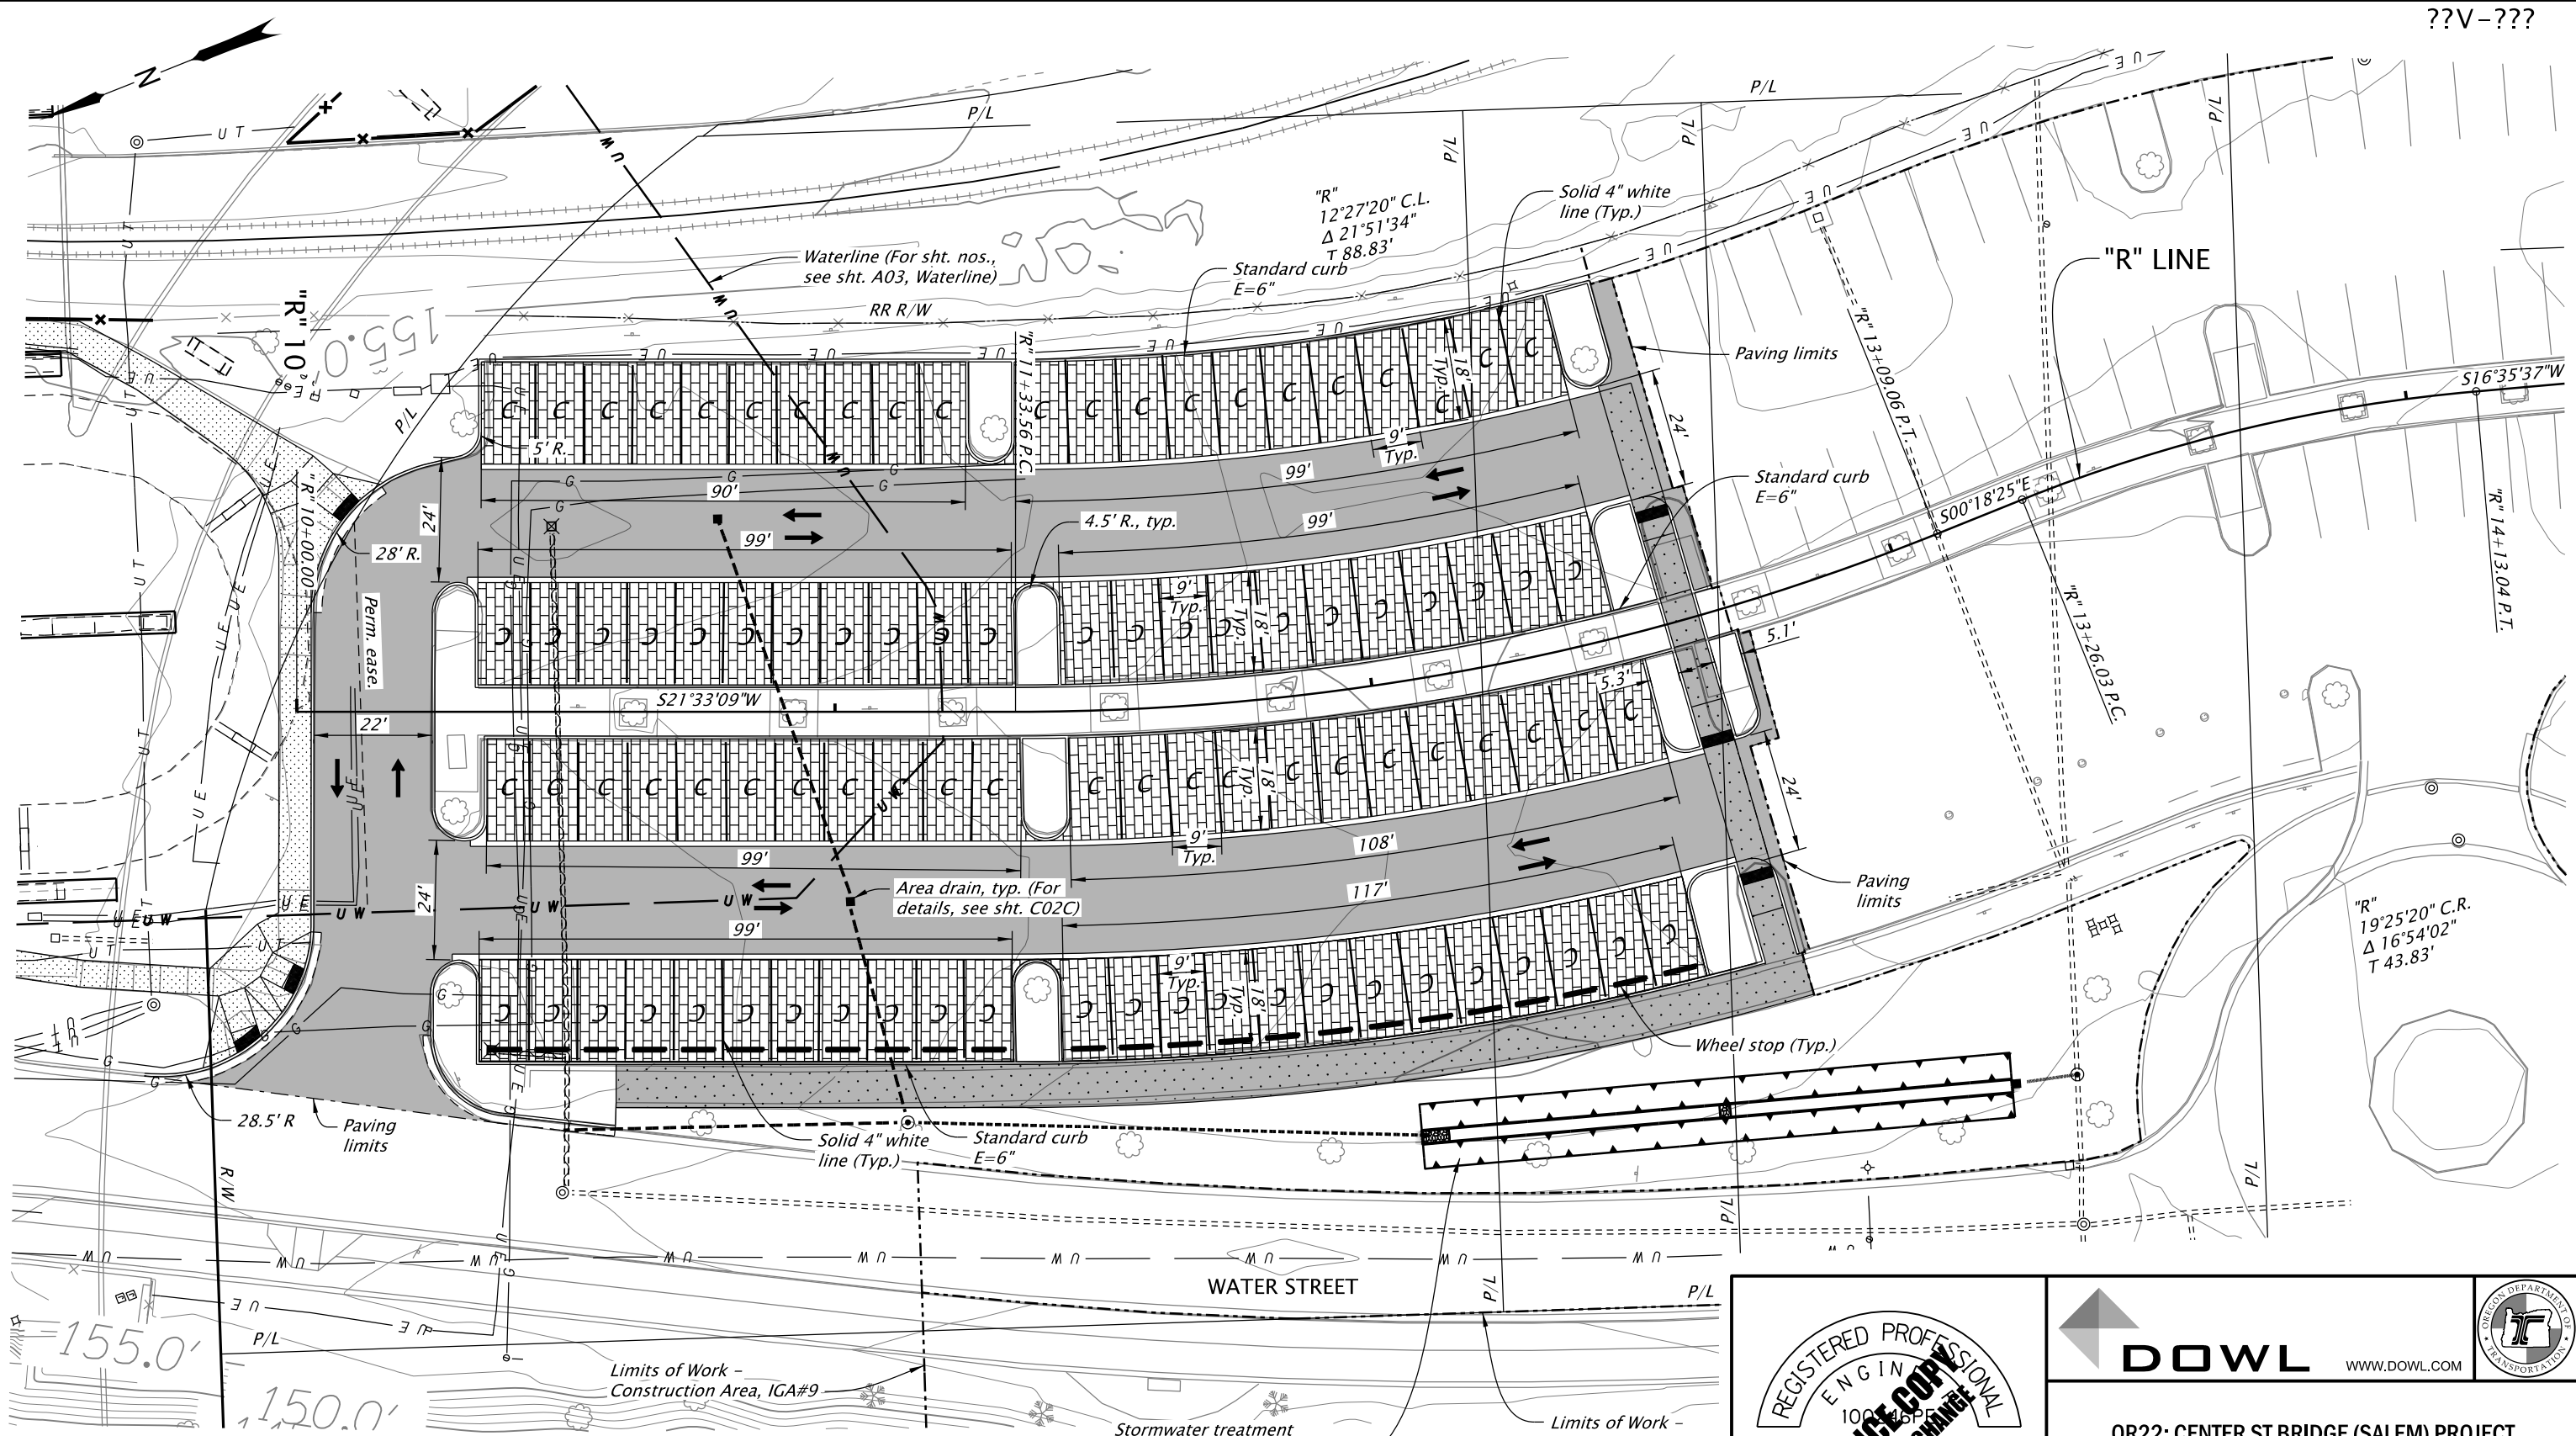 ??V-???
N
U T
P/L
P/L
P/L
P/L
P/L
"R"
12°27'20" C.L.
Δ 21°51'34"
T 88.83'
Solid 4" white
line (Typ.)
"R" LINE
Waterline (For sht. nos.,
see sht. A03, Waterline)
Standard curb
E=6"
RR R/W
"R" 10
155.0'
"R" 11+33.56 P.C.
"R" 13+09.06 P.T.
Paving limits
S16°35'37"W
P/L
5' R.
18'
Typ.
9'
Typ.
24'
99'
90'
24'
Standard curb
E=6"
S00°18'25"E
"R" 14+13.04 P.T.
"R" 10+00.00
28' R.
99'
4.5' R., typ.
99'
Perm. ease.
9'
Typ.
18'
Typ.
"R" 13+26.03 P.C.
5.1'
5.3'
S21°33'09"W
22'
18'
Typ.
24'
9'
Typ.
99'
108'
24'
Area drain, typ. (For
details, see sht. C02C)
117'
Paving
limits
99'
9'
Typ.
18'
Typ.
"R"
19°25'20" C.R.
Δ 16°54'02"
T 43.83'
Wheel stop (Typ.)
28.5' R
Paving
limits
Solid 4" white
line (Typ.)
Standard curb
E=6"
R/W
P/L
P/L
U W
WATER STREET
P/L
P/L
P/L
155.0'
150.0'
Limits of Work –
Construction Area, IGA#9
Stormwater treatment
Limits of Work –
REGISTERED PROFESSIONAL
DOWL
WWW.DOWL.COM
OREGON DEPARTMENT OF
TRANSPORTATION
OR22: CENTER ST BRIDGE (SALEM) PROJECT